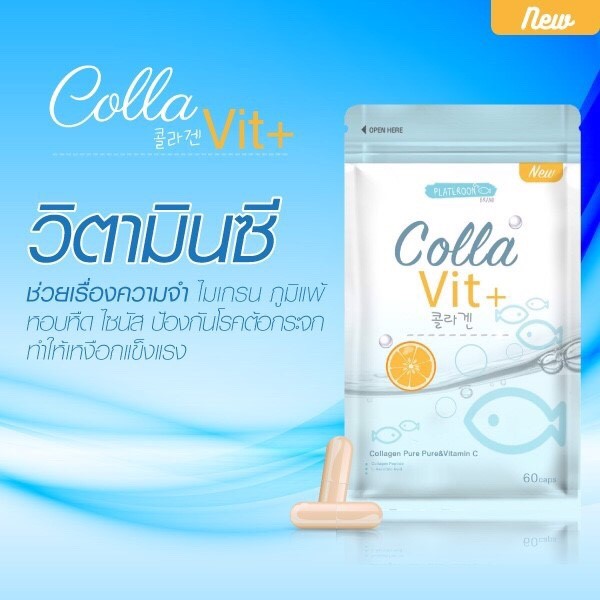 New
Colla
콜라겐 Vit+
วิตามินซี
ช่วยเรื่องความจำ ไมเกรน ภูมิแพ้
หอบหืด ไซนัส ป้องกันโรคต้อกระจก
ทำให้เหงือกแข็งแรง
OPEN HERE
New
PLATEROON
BRAND
Colla
Vit+
콜라겐
Collagen Pure Pure&Vitamin C
60caps